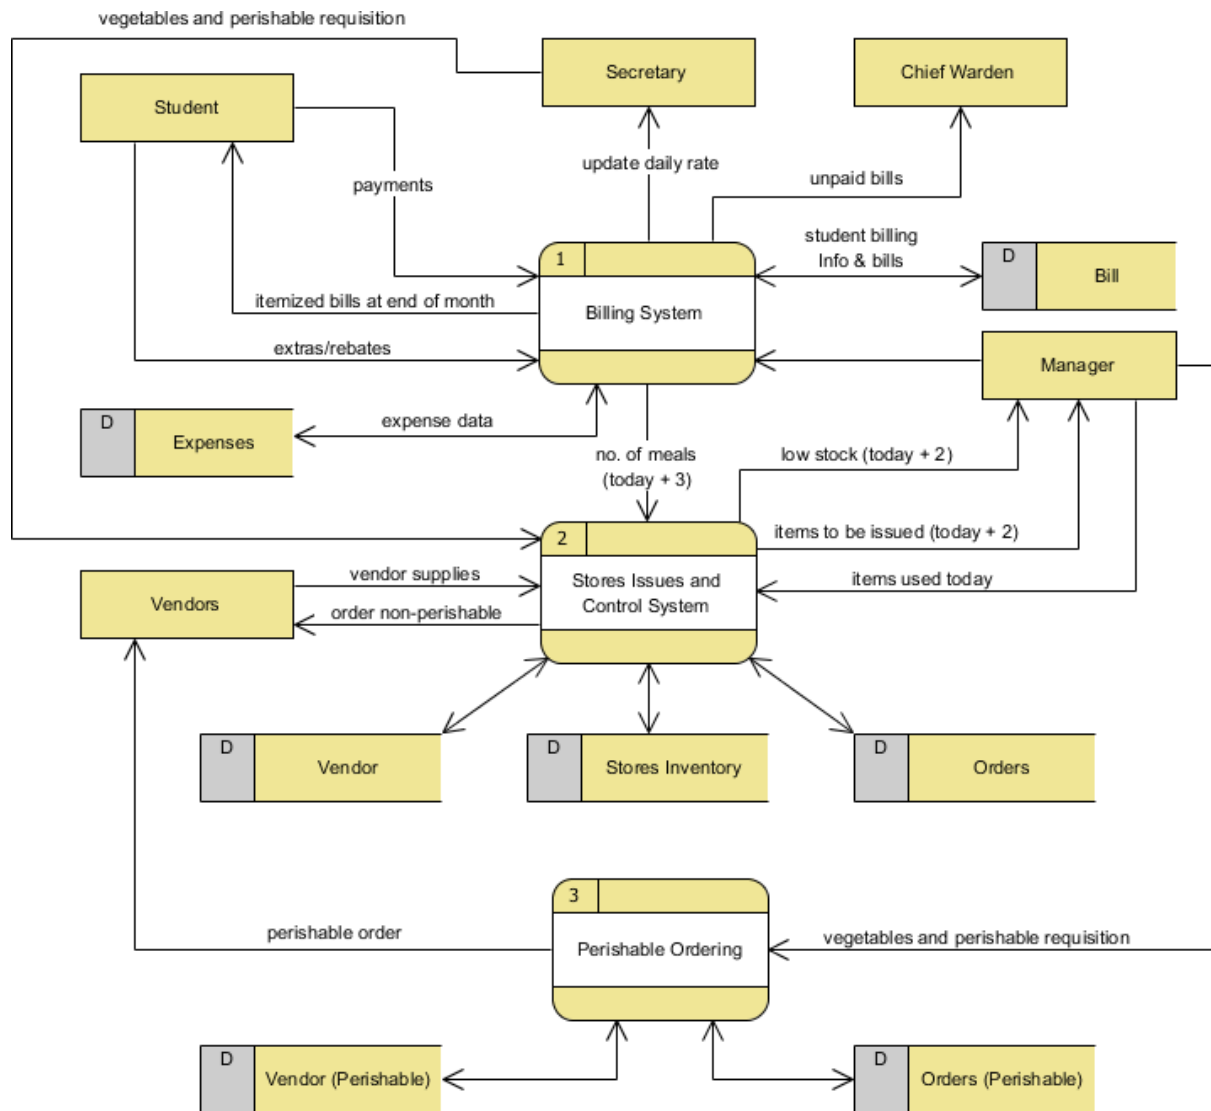 vegetables and perishable requisition
Secretary
Chief Warden
Student
update daily rate
payments
unpaid bills
student billing
Info & bills
1
Billing System
D
Bill
itemized bills at end of month
extras/rebates
Manager
D
Expenses
expense data
no. of meals
(today + 3)
low stock (today + 2)
2
Stores Issues and
Control System
items to be issued (today + 2)
items used today
Vendors
vendor supplies
order non-perishable
D
Vendor
D
Stores Inventory
D
Orders
3
Perishable Ordering
perishable order
vegetables and perishable requisition
D
Vendor (Perishable)
D
Orders (Perishable)